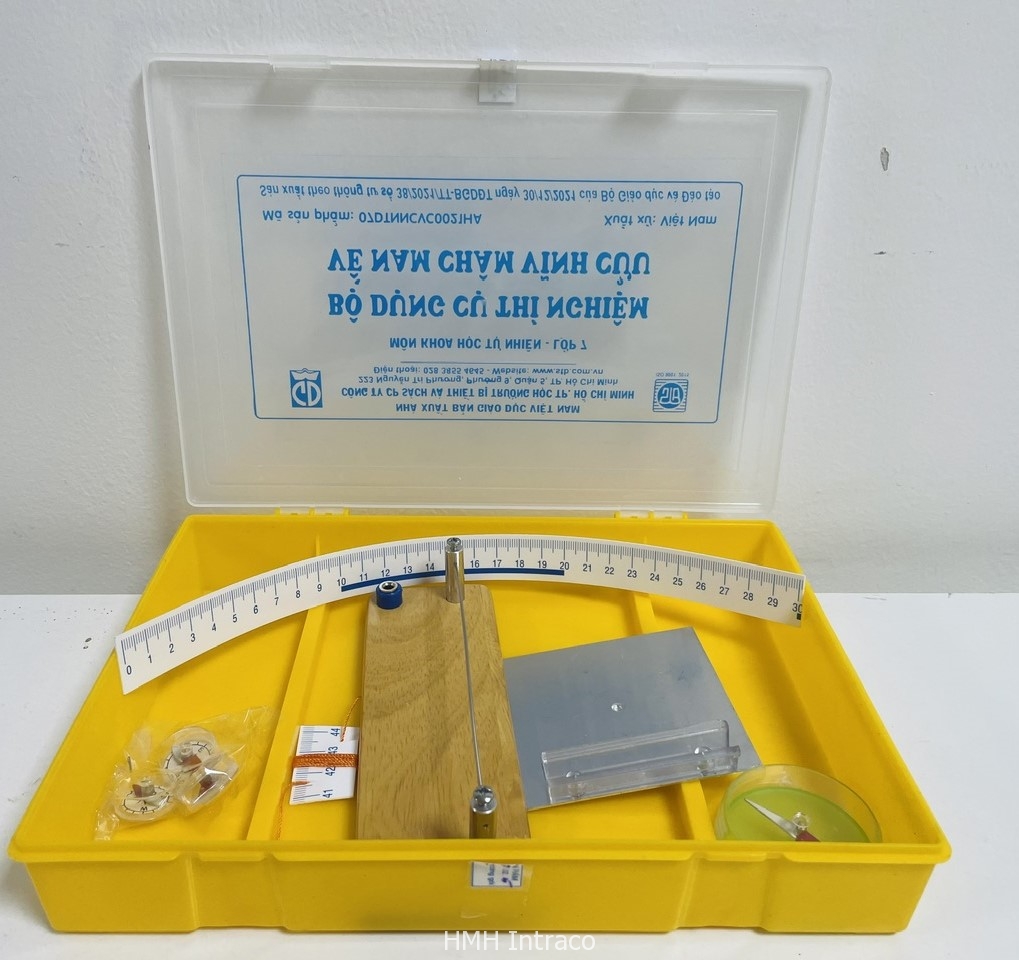 NHÀ XUẤT BẢN GIÁO DỤC VIỆT NAM
CÔNG TY CP SÁCH VÀ THIẾT BỊ TRƯỜNG HỌC TP. HỒ CHÍ MINH
223 Nguyễn Tri Phương, Phường 9, Quận 5, TP. Hồ Chí Minh
Điện thoại: 028 3855 4645 - Website: www.stb.com.vn
MÔN KHOA HỌC TỰ NHIÊN - LỚP 7
BỘ DỤNG CỤ THÍ NGHIỆM
VỀ NAM CHÂM VĨNH CỬU
Mã sản phẩm: 07DTNNCVC0021HA Xuất xứ: Việt Nam
Sản xuất theo thông tư số 38/2021/TT-BGDĐT ngày 30/12/2021 của Bộ Giáo dục và Đào tạo
0 1 2 3 4 5 6 7 8 9 10 11 12 13 14 16 17 18 19 20 21 22 23 24 25 26 27 28 29 30
41 42 43 44
HMH Intraco